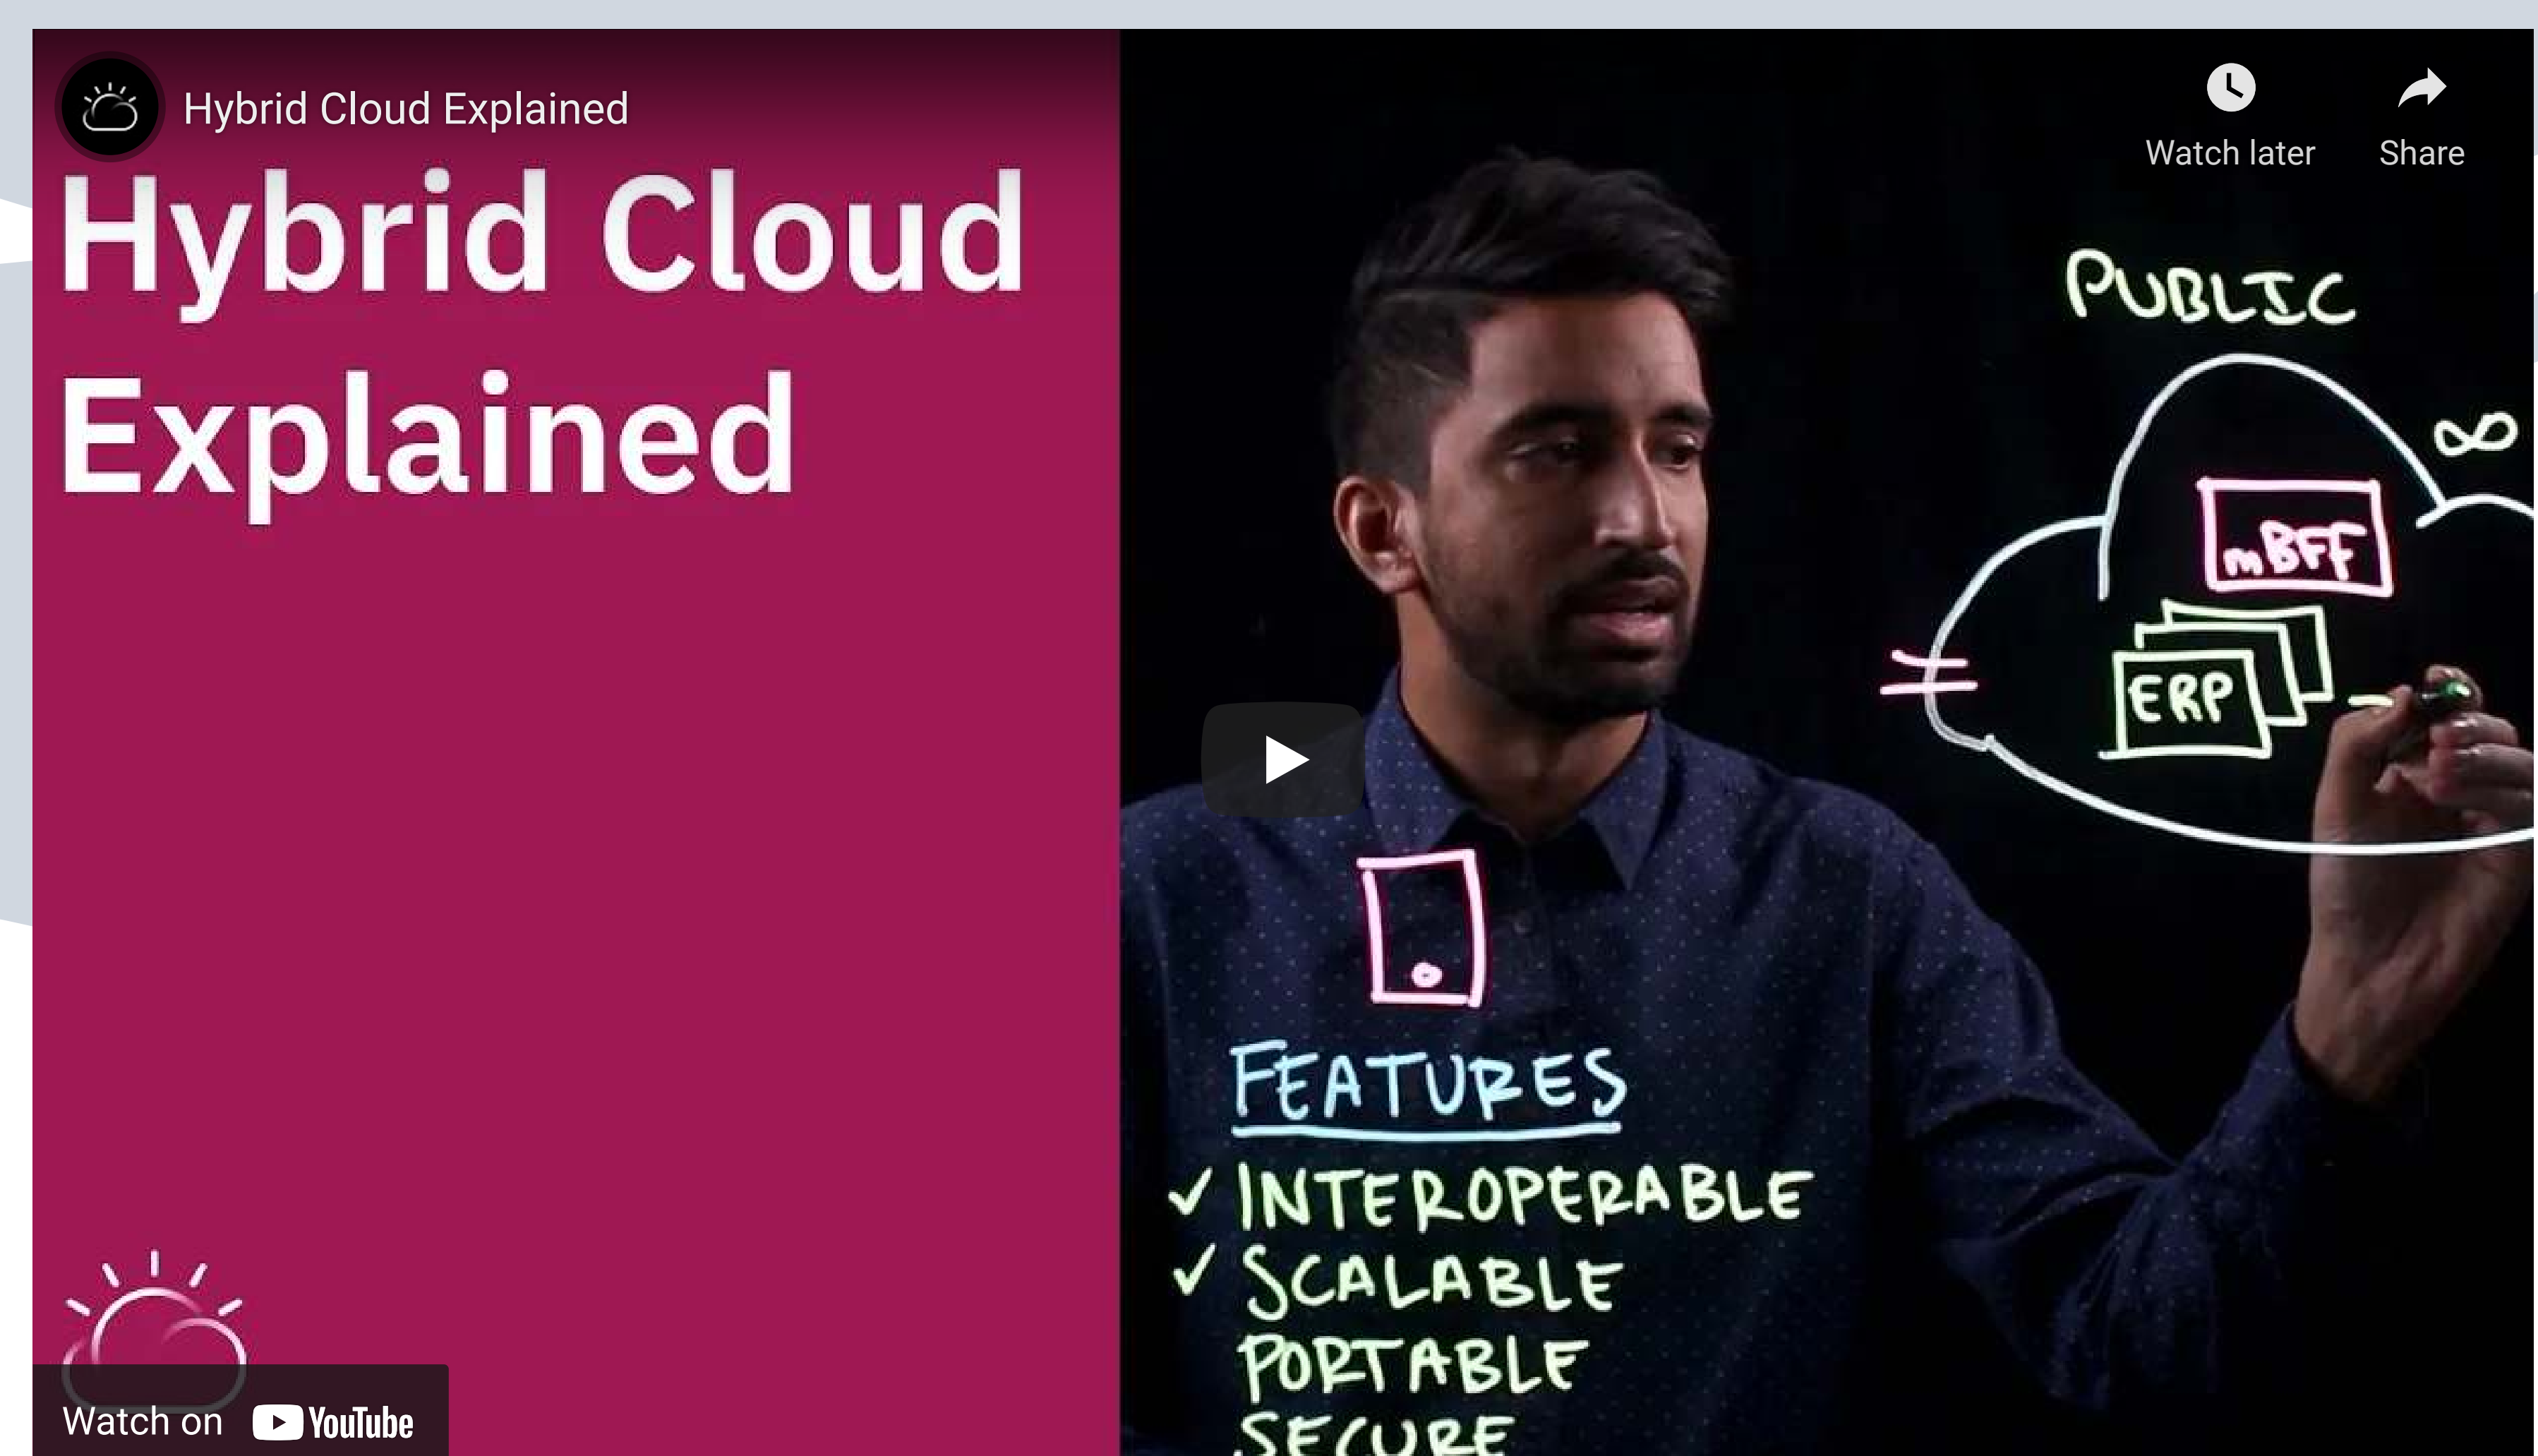 Hybrid Cloud Explained
Watch later
Share
Hybrid Cloud
Explained
PUBLIC
∞
mBFF
ERP
FEATURES
✓ INTEROPERABLE
✓ SCALABLE
PORTABLE
SECURE
Watch on YouTube